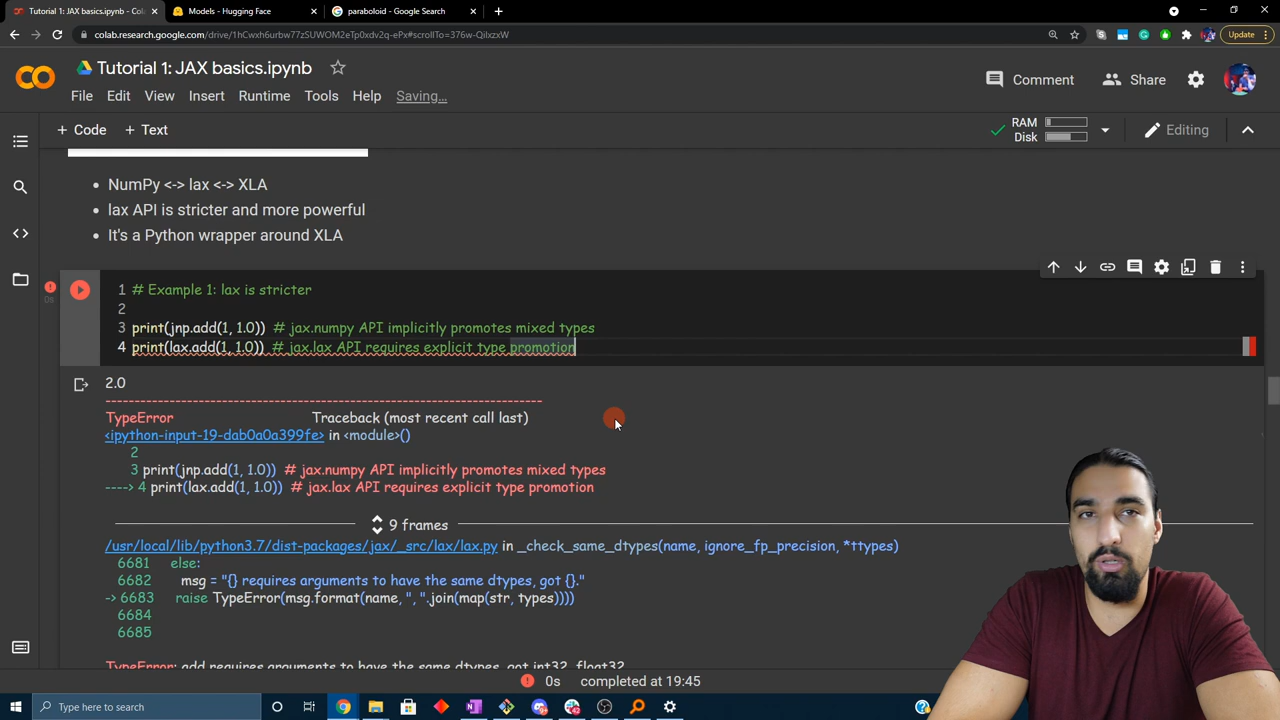 Tutorial 1: JAX basics.ipynb - Col
Models - Hugging Face
paraboloid - Google Search
colab.research.google.com/drive/1hCwxh6urbw77zSUWOM2eTp0xdv2q-ePx#scrollTo=376w-QilxzxW
Update
Tutorial 1: JAX basics.ipynb
Comment
Share
File Edit View Insert Runtime Tools Help Saving...
+ Code + Text
RAM
Disk
Editing
NumPy <-> lax <-> XLA
lax API is stricter and more powerful
It's a Python wrapper around XLA
1 # Example 1: lax is stricter
2
3 print(jnp.add(1, 1.0)) # jax.numpy API implicitly promotes mixed types
4 print(lax.add(1, 1.0)) # jax.lax API requires explicit type promotion
0s
2.0
---------------------------------------------------------------------------
TypeError Traceback (most recent call last)
<ipython-input-19-dab0a0a399fe> in <module>()
2
3 print(jnp.add(1, 1.0)) # jax.numpy API implicitly promotes mixed types
----> 4 print(lax.add(1, 1.0)) # jax.lax API requires explicit type promotion
9 frames
/usr/local/lib/python3.7/dist-packages/jax/_src/lax/lax.py in _check_same_dtypes(name, ignore_fp_precision, *ttypes)
6681 else:
6682 msg = "{} requires arguments to have the same dtypes, got {}."
-> 6683 raise TypeError(msg.format(name, ", ".join(map(str, types))))
6684
6685
TypeError: add requires arguments to have the same dtypes, got int32, float32
0s completed at 19:45
Type here to search